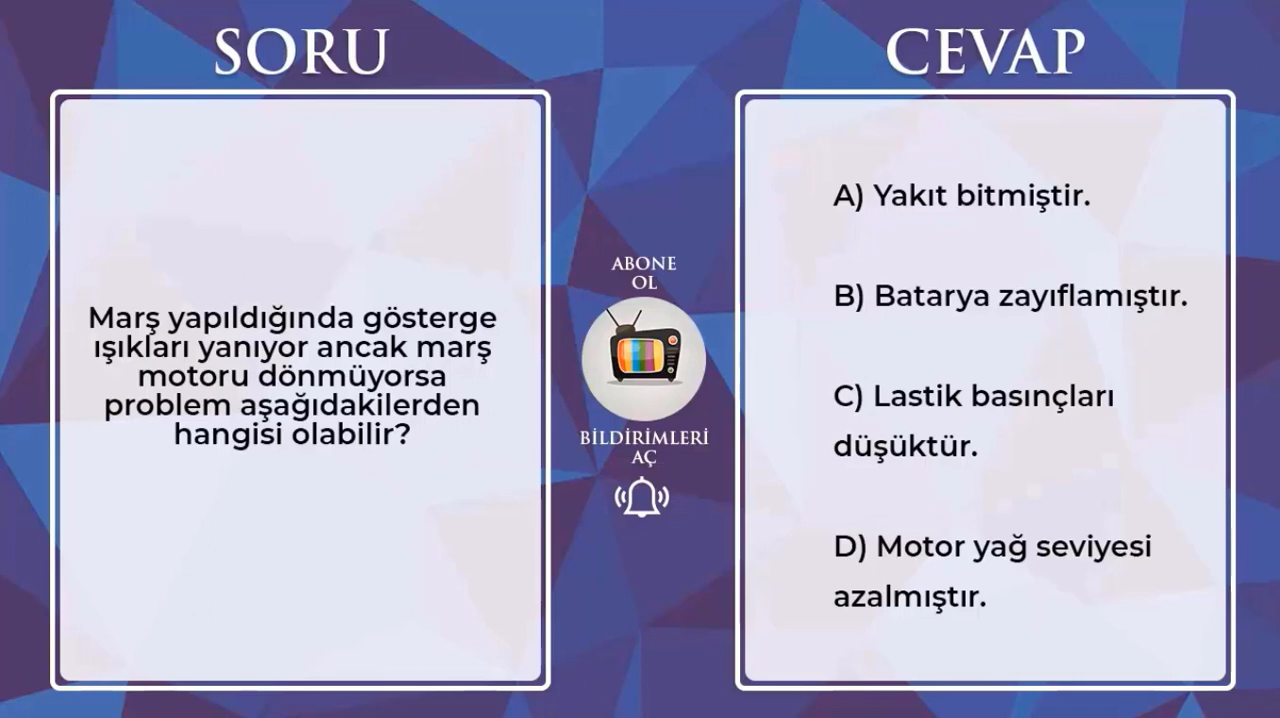 SORU
CEVAP
Marş yapıldığında gösterge
ışıkları yanıyor ancak marş
motoru dönmüyorsa
problem aşağıdakilerden
hangisi olabilir?
ABONE
OL
BİLDİRİMLERİ
AÇ
A) Yakıt bitmiştir.
B) Batarya zayıflamıştır.
C) Lastik basınçları
düşüktür.
D) Motor yağ seviyesi
azalmıştır.